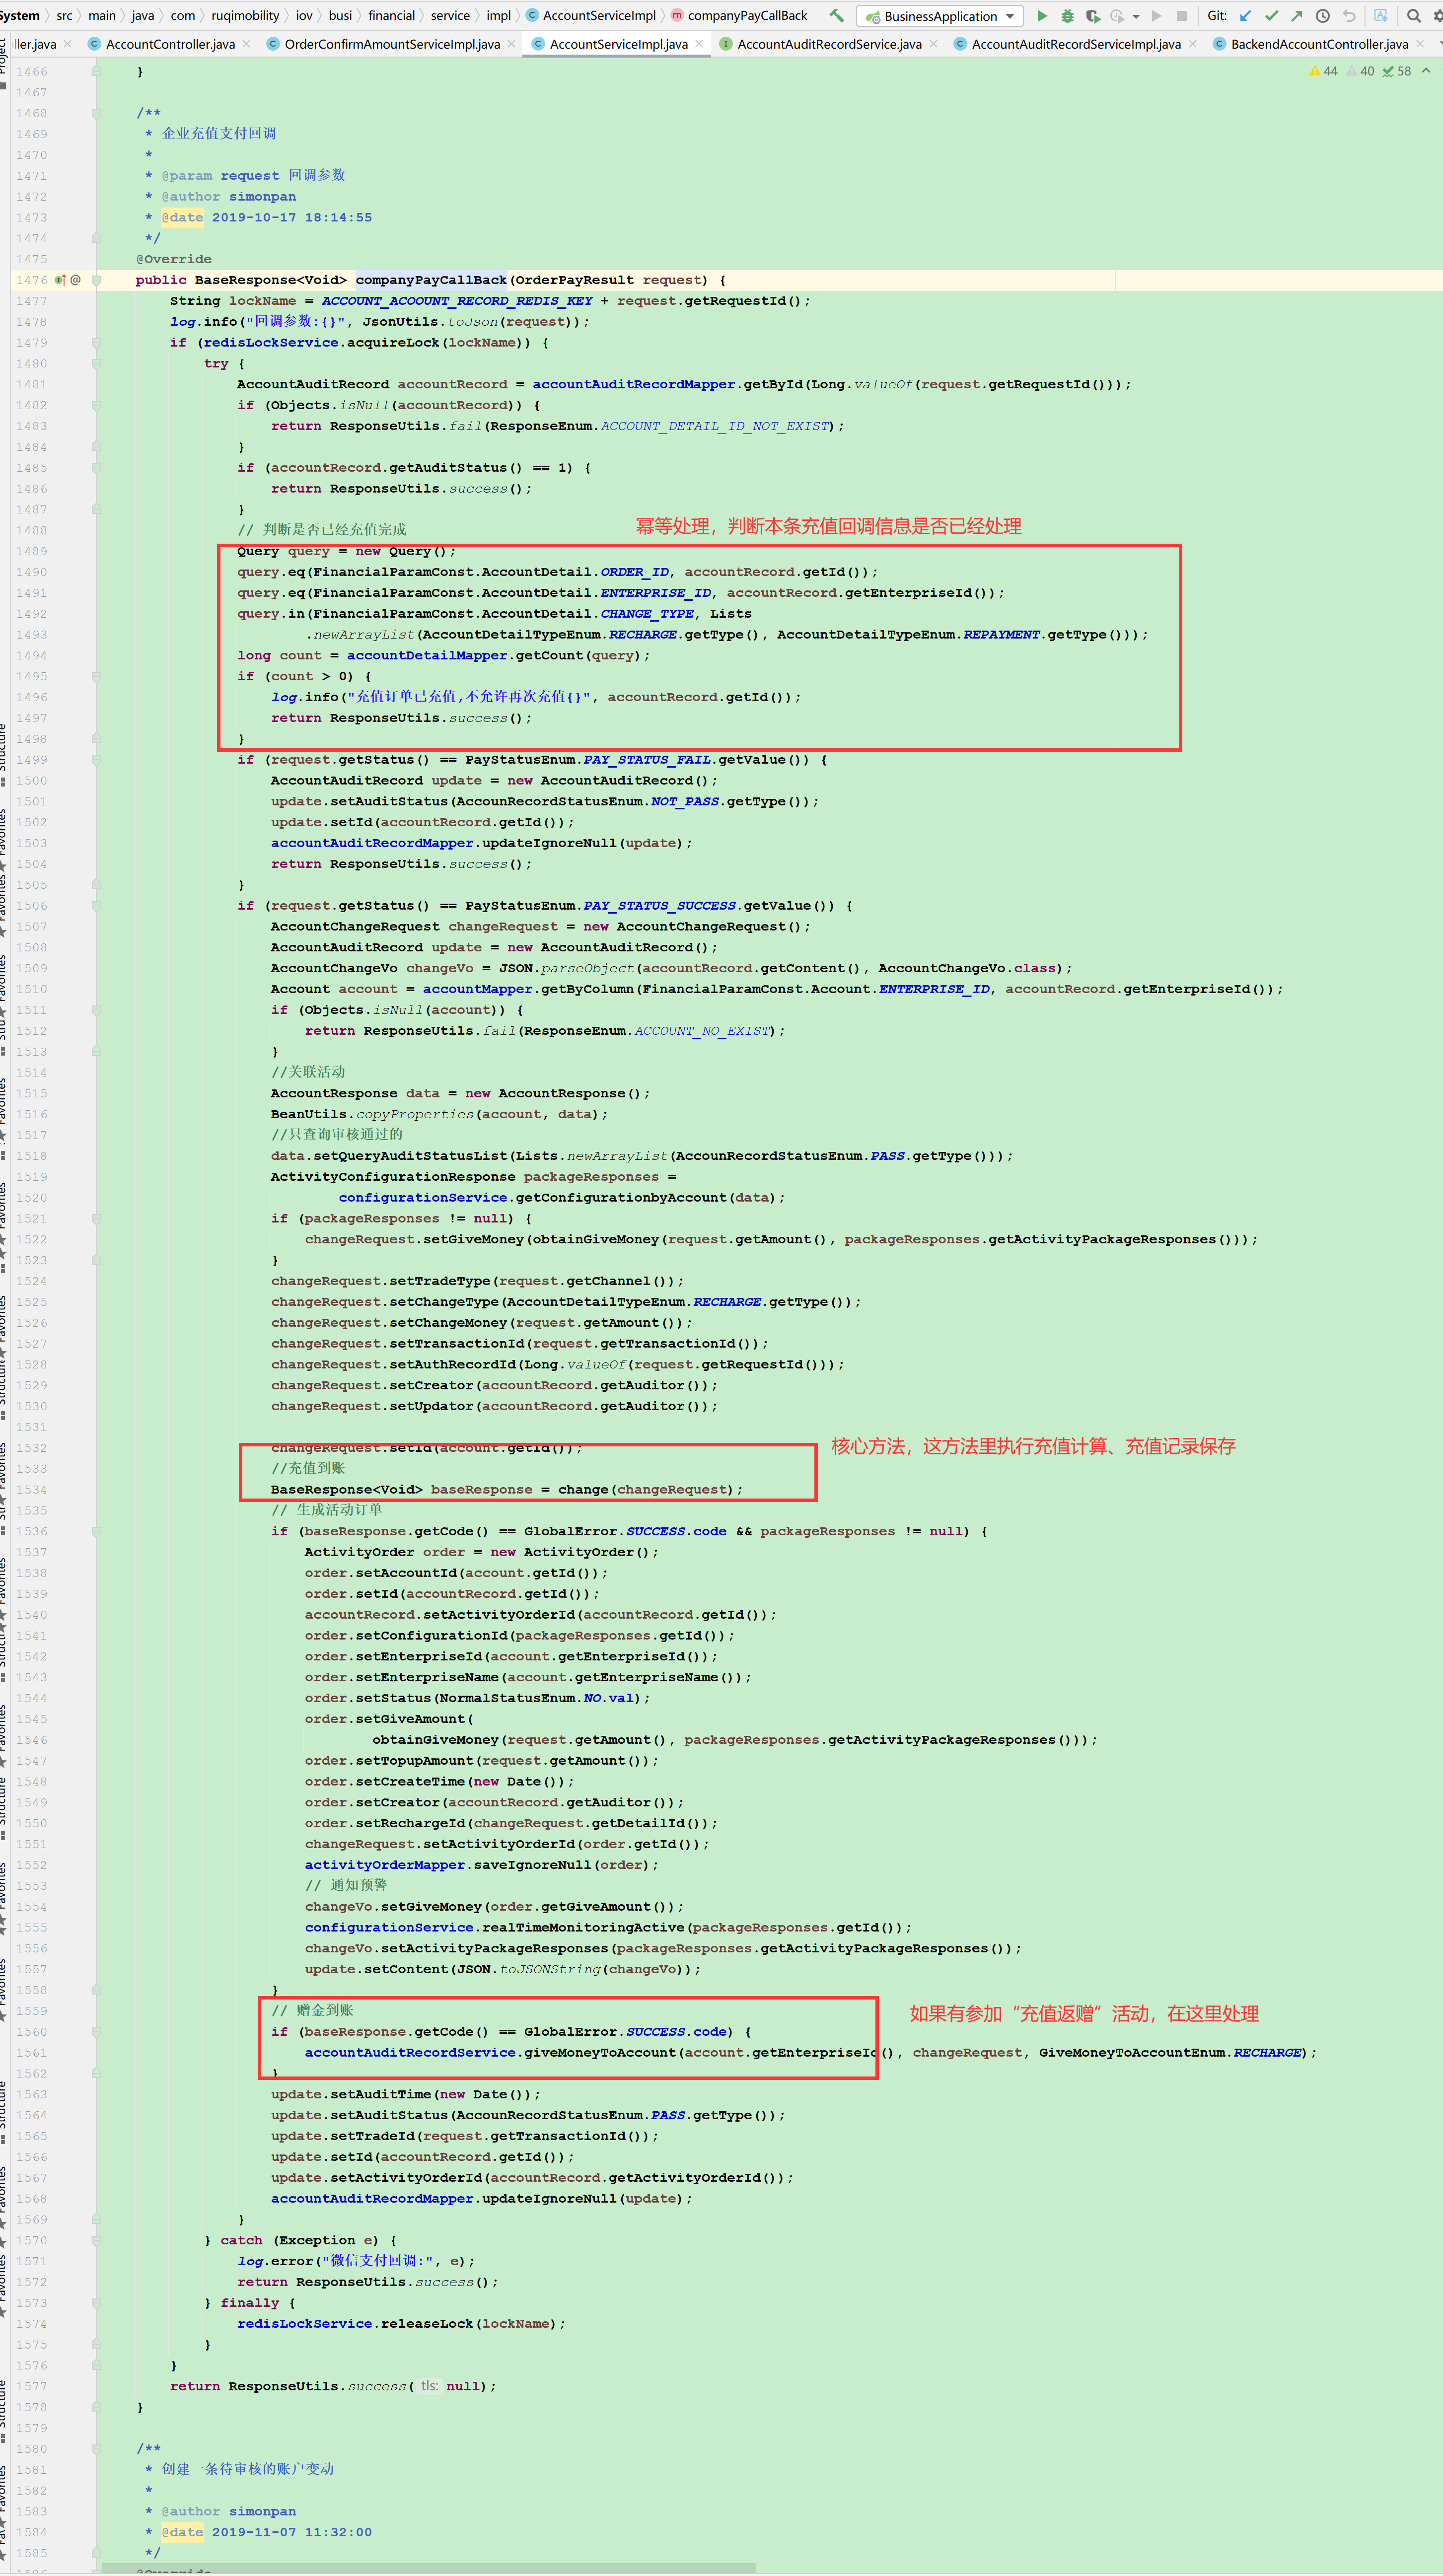 System › src › main › java › com › ruqimobility › iov › busi › financial › service › impl › AccountServiceImpl › companyPayCallBack BusinessApplication Git:
ller.java AccountController.java OrderConfirmAmountServiceImpl.java AccountServiceImpl.java AccountAuditRecordService.java AccountAuditRecordServiceImpl.java BackendAccountController.java
44 40 58
1466 }
1467
1468 /**
1469 * 企业充值支付回调
1470 *
1471 * @param request 回调参数
1472 * @author simonpan
1473 * @date 2019-10-17 18:14:55
1474 */
1475 @Override
1476 public BaseResponse<Void> companyPayCallBack(OrderPayResult request) {
1477 String lockName = ACCOUNT_ACOOUNT_RECORD_REDIS_KEY + request.getRequestId();
1478 log.info("回调参数:{}", JsonUtils.toJson(request));
1479 if (redisLockService.acquireLock(lockName)) {
1480 try {
1481 AccountAuditRecord accountRecord = accountAuditRecordMapper.getById(Long.valueOf(request.getRequestId()));
1482 if (Objects.isNull(accountRecord)) {
1483 return ResponseUtils.fail(ResponseEnum.ACCOUNT_DETAIL_ID_NOT_EXIST);
1484 }
1485 if (accountRecord.getAuditStatus() == 1) {
1486 return ResponseUtils.success();
1487 }
1488 // 判断是否已经充值完成
幂等处理，判断本条充值回调信息是否已经处理
1489 Query query = new Query();
1490 query.eq(FinancialParamConst.AccountDetail.ORDER_ID, accountRecord.getId());
1491 query.eq(FinancialParamConst.AccountDetail.ENTERPRISE_ID, accountRecord.getEnterpriseId());
1492 query.in(FinancialParamConst.AccountDetail.CHANGE_TYPE, Lists
1493 .newArrayList(AccountDetailTypeEnum.RECHARGE.getType(), AccountDetailTypeEnum.REPAYMENT.getType()));
1494 long count = accountDetailMapper.getCount(query);
1495 if (count > 0) {
1496 log.info("充值订单已充值,不允许再次充值{}", accountRecord.getId());
1497 return ResponseUtils.success();
1498 }
1499 if (request.getStatus() == PayStatusEnum.PAY_STATUS_FAIL.getValue()) {
1500 AccountAuditRecord update = new AccountAuditRecord();
1501 update.setAuditStatus(AccounRecordStatusEnum.NOT_PASS.getType());
1502 update.setId(accountRecord.getId());
1503 accountAuditRecordMapper.updateIgnoreNull(update);
1504 return ResponseUtils.success();
1505 }
1506 if (request.getStatus() == PayStatusEnum.PAY_STATUS_SUCCESS.getValue()) {
1507 AccountChangeRequest changeRequest = new AccountChangeRequest();
1508 AccountAuditRecord update = new AccountAuditRecord();
1509 AccountChangeVo changeVo = JSON.parseObject(accountRecord.getContent(), AccountChangeVo.class);
1510 Account account = accountMapper.getByColumn(FinancialParamConst.Account.ENTERPRISE_ID, accountRecord.getEnterpriseId());
1511 if (Objects.isNull(account)) {
1512 return ResponseUtils.fail(ResponseEnum.ACCOUNT_NO_EXIST);
1513 }
1514 //关联活动
1515 AccountResponse data = new AccountResponse();
1516 BeanUtils.copyProperties(account, data);
1517 //只查询审核通过的
1518 data.setQueryAuditStatusList(Lists.newArrayList(AccounRecordStatusEnum.PASS.getType()));
1519 ActivityConfigurationResponse packageResponses =
1520 configurationService.getConfigurationbyAccount(data);
1521 if (packageResponses != null) {
1522 changeRequest.setGiveMoney(obtainGiveMoney(request.getAmount(), packageResponses.getActivityPackageResponses()));
1523 }
1524 changeRequest.setTradeType(request.getChannel());
1525 changeRequest.setChangeType(AccountDetailTypeEnum.RECHARGE.getType());
1526 changeRequest.setChangeMoney(request.getAmount());
1527 changeRequest.setTransactionId(request.getTransactionId());
1528 changeRequest.setAuthRecordId(Long.valueOf(request.getRequestId()));
1529 changeRequest.setCreator(accountRecord.getAuditor());
1530 changeRequest.setUpdator(accountRecord.getAuditor());
1531
1532 changeRequest.setId(account.getId());
核心方法，这方法里执行充值计算、充值记录保存
1533 //充值到账
1534 BaseResponse<Void> baseResponse = change(changeRequest);
1535 // 生成活动订单
1536 if (baseResponse.getCode() == GlobalError.SUCCESS.code && packageResponses != null) {
1537 ActivityOrder order = new ActivityOrder();
1538 order.setAccountId(account.getId());
1539 order.setId(accountRecord.getId());
1540 accountRecord.setActivityOrderId(accountRecord.getId());
1541 order.setConfigurationId(packageResponses.getId());
1542 order.setEnterpriseId(account.getEnterpriseId());
1543 order.setEnterpriseName(account.getEnterpriseName());
1544 order.setStatus(NormalStatusEnum.NO.val);
1545 order.setGiveAmount(
1546 obtainGiveMoney(request.getAmount(), packageResponses.getActivityPackageResponses()));
1547 order.setTopupAmount(request.getAmount());
1548 order.setCreateTime(new Date());
1549 order.setCreator(accountRecord.getAuditor());
1550 order.setRechargeId(changeRequest.getDetailId());
1551 changeRequest.setActivityOrderId(order.getId());
1552 activityOrderMapper.saveIgnoreNull(order);
1553 // 通知预警
1554 changeVo.setGiveMoney(order.getGiveAmount());
1555 configurationService.realTimeMonitoringActive(packageResponses.getId());
1556 changeVo.setActivityPackageResponses(packageResponses.getActivityPackageResponses());
1557 update.setContent(JSON.toJSONString(changeVo));
1558 }
1559 // 赠金到账
如果有参加“充值返赠”活动，在这里处理
1560 if (baseResponse.getCode() == GlobalError.SUCCESS.code) {
1561 accountAuditRecordService.giveMoneyToAccount(account.getEnterpriseId(), changeRequest, GiveMoneyToAccountEnum.RECHARGE);
1562 }
1563 update.setAuditTime(new Date());
1564 update.setAuditStatus(AccounRecordStatusEnum.PASS.getType());
1565 update.setTradeId(request.getTransactionId());
1566 update.setId(accountRecord.getId());
1567 update.setActivityOrderId(accountRecord.getActivityOrderId());
1568 accountAuditRecordMapper.updateIgnoreNull(update);
1569 }
1570 } catch (Exception e) {
1571 log.error("微信支付回调:", e);
1572 return ResponseUtils.success();
1573 } finally {
1574 redisLockService.releaseLock(lockName);
1575 }
1576 }
1577 return ResponseUtils.success( tls: null);
1578 }
1579
1580 /**
1581 * 创建一条待审核的账户变动
1582 *
1583 * @author simonpan
1584 * @date 2019-11-07 11:32:00
1585 */
1586 @Override